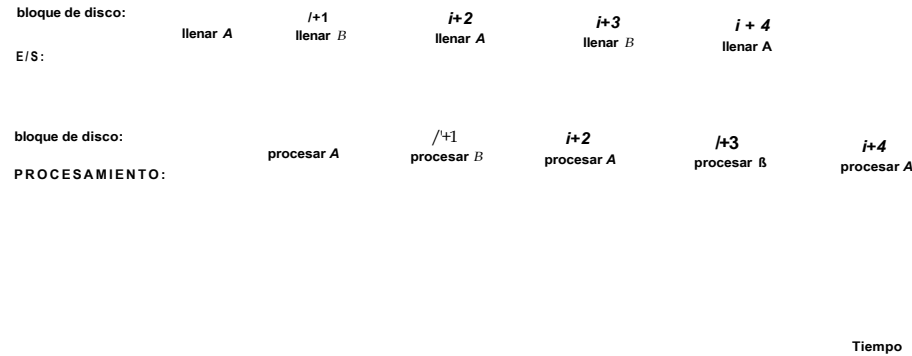 bloque de disco: /+1 i+2 i+3 i + 4
llenar A llenar B llenar A llenar B llenar A
E/S:
bloque de disco: /'+1 i+2 /+3 i+4
procesar A procesar B procesar A procesar ß procesar A
PROCESAMIENTO:
Tiempo